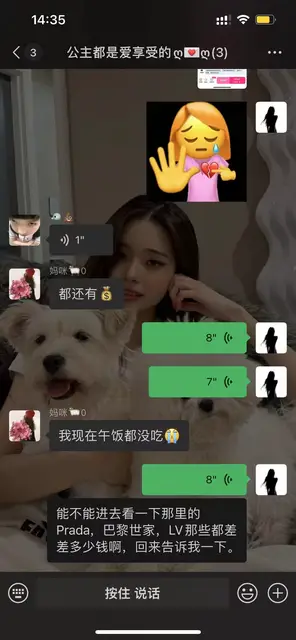 14:35
3
公主都是爱享受的ღ💌ღ(3)
1"
妈咪🐑0
都还有💰
8"
7"
妈咪🐑0
我现在午饭都没吃😭
8"
能不能进去看一下那里的
Prada，巴黎世家，LV那些都差
差多少钱啊，回来告诉我一下。
按住 说话